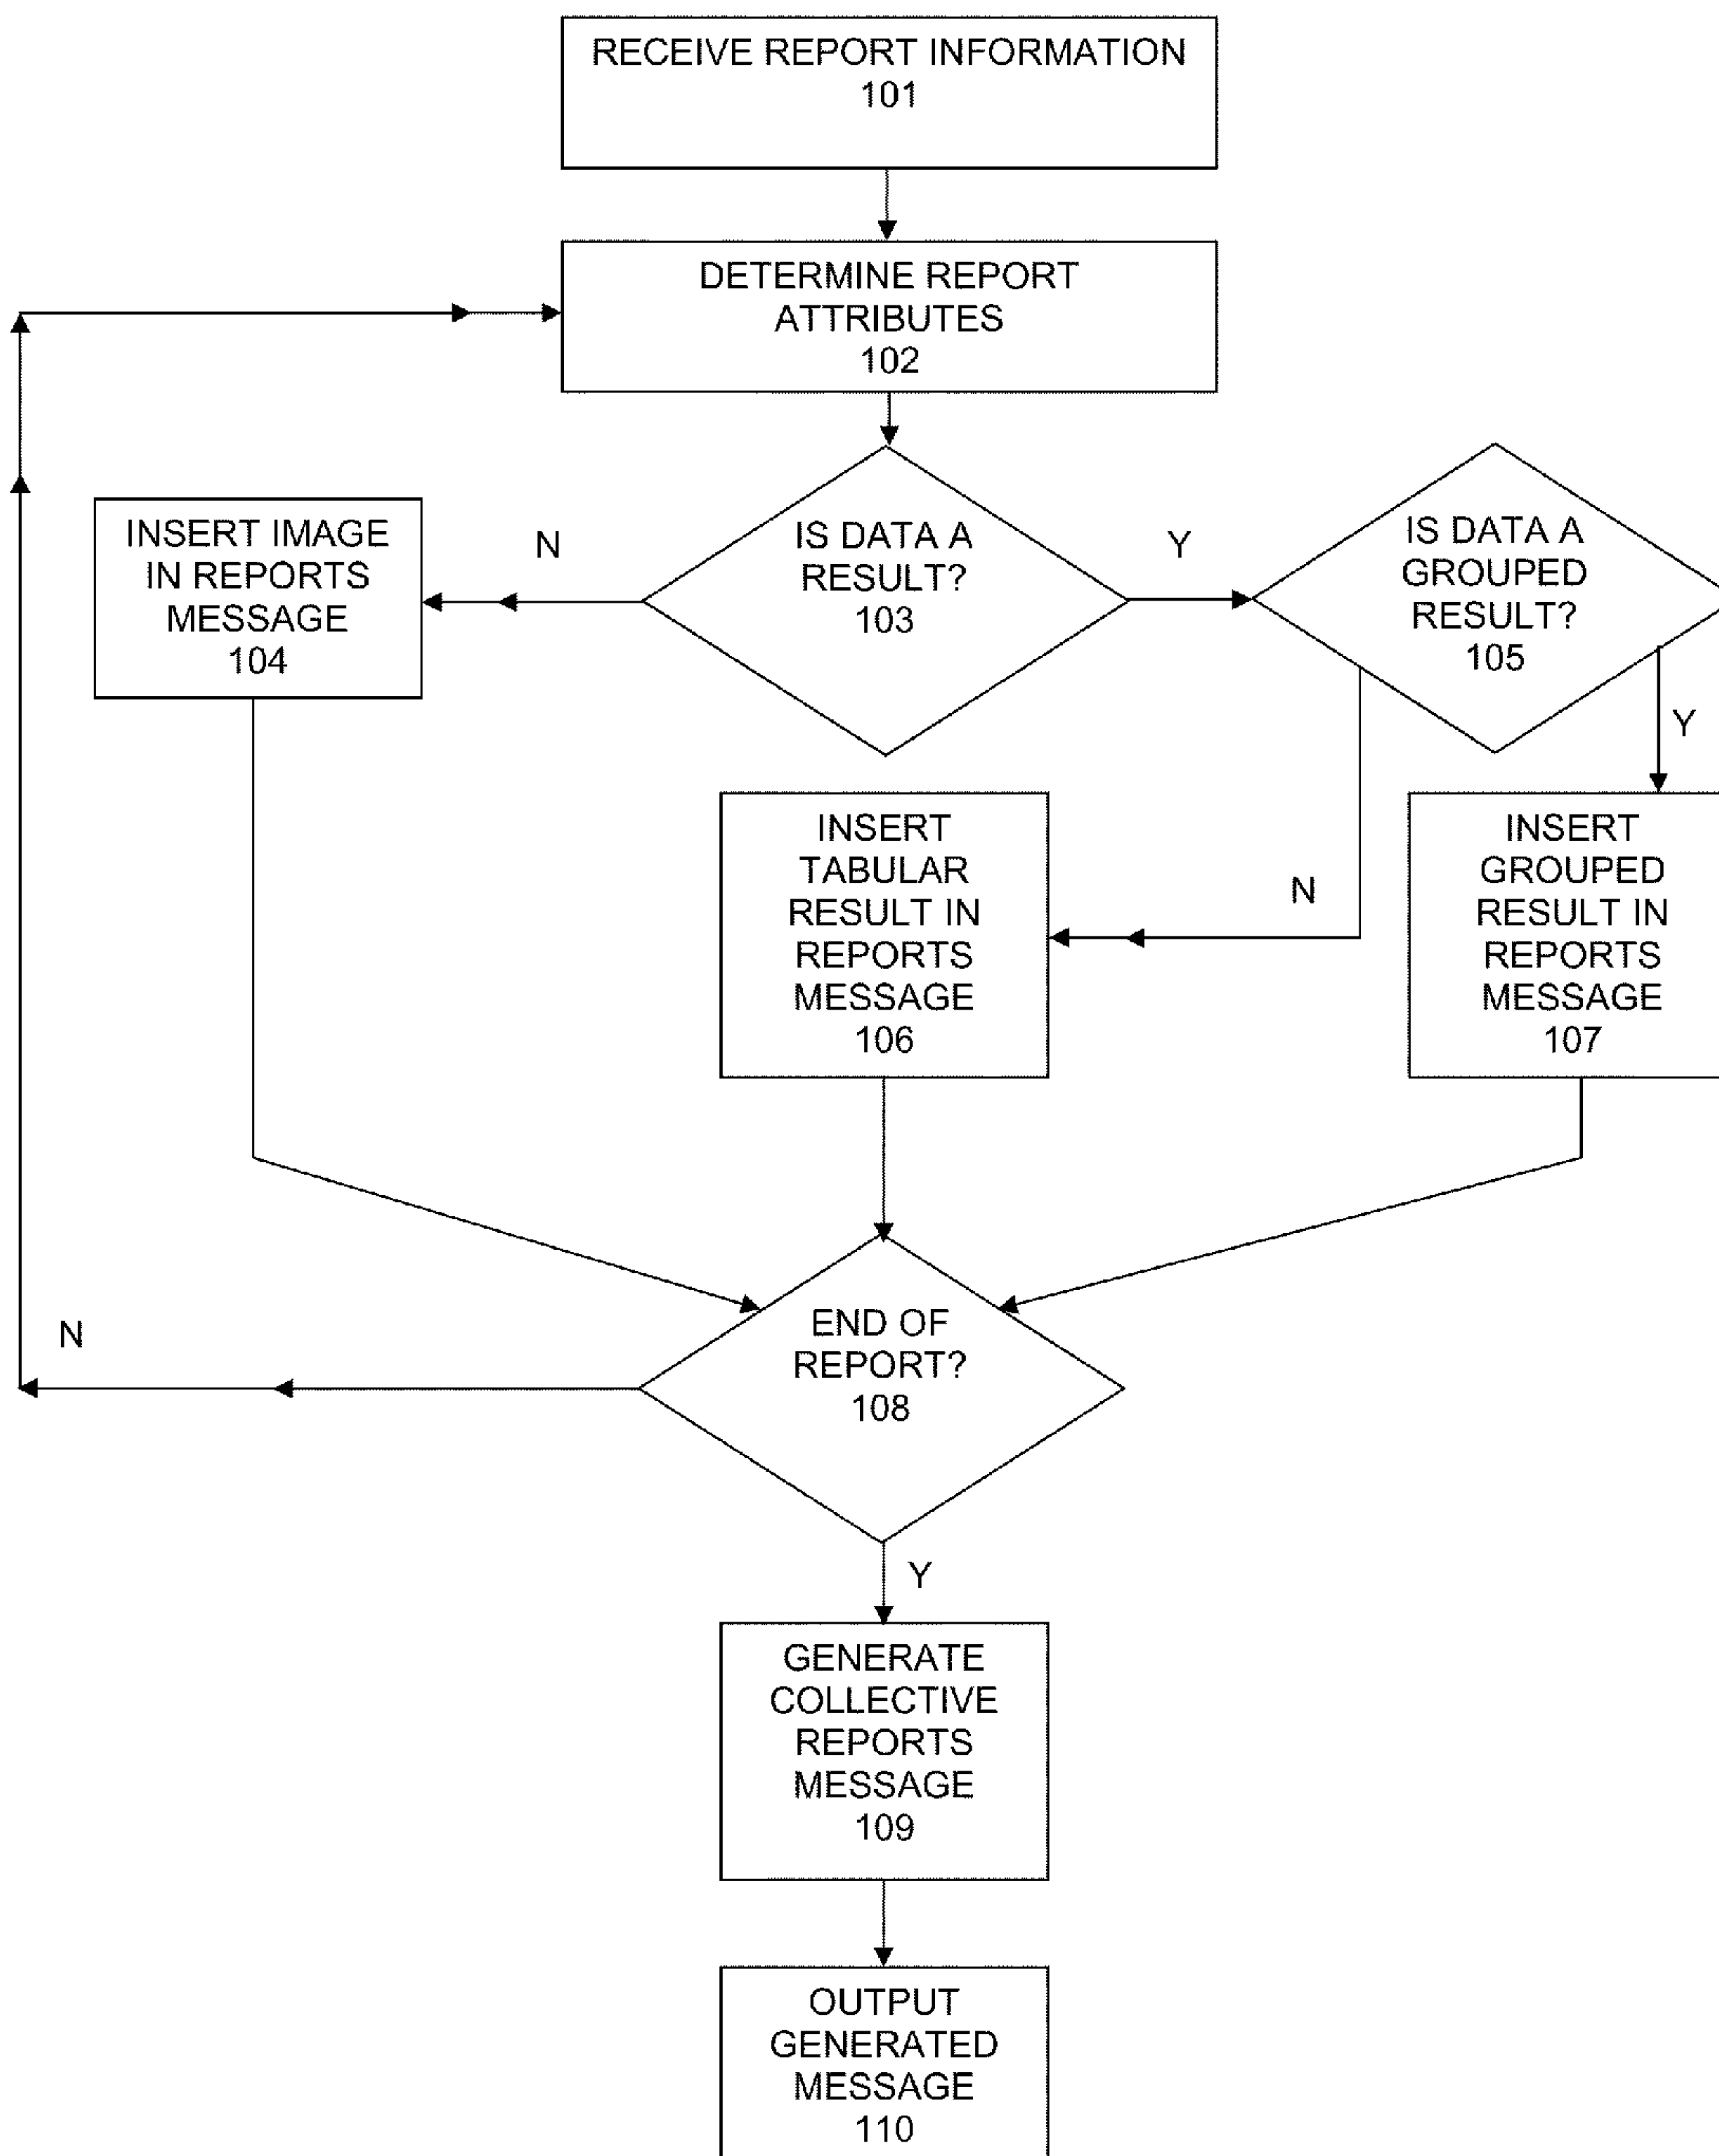 RECEIVE REPORT INFORMATION
101
DETERMINE REPORT
ATTRIBUTES
102
IS DATA A
RESULT?
103
N
Y
INSERT IMAGE
IN REPORTS
MESSAGE
104
IS DATA A
GROUPED
RESULT?
105
Y
N
INSERT
TABULAR
RESULT IN
REPORTS
MESSAGE
106
INSERT
GROUPED
RESULT IN
REPORTS
MESSAGE
107
END OF
REPORT?
108
N
Y
GENERATE
COLLECTIVE
REPORTS
MESSAGE
109
OUTPUT
GENERATED
MESSAGE
110